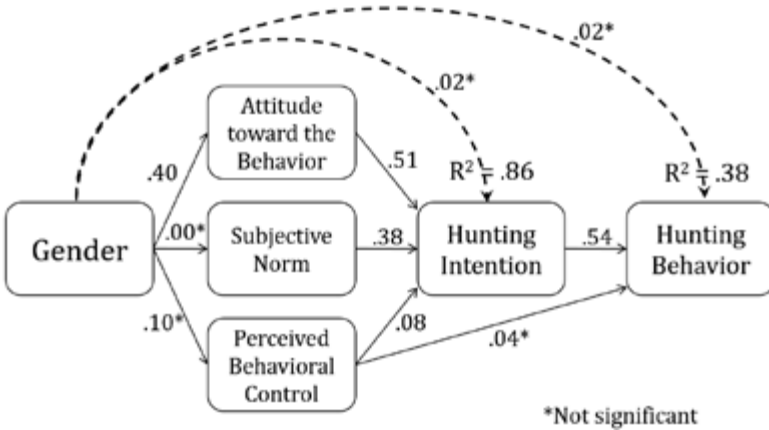 .02*
.02*
Attitude
toward the
Behavior
.40
.51
R² = .86
R² = .38
Gender
.00*
Subjective
Norm
.38
Hunting
Intention
.54
Hunting
Behavior
.10*
Perceived
Behavioral
Control
.08
.04*
*Not significant